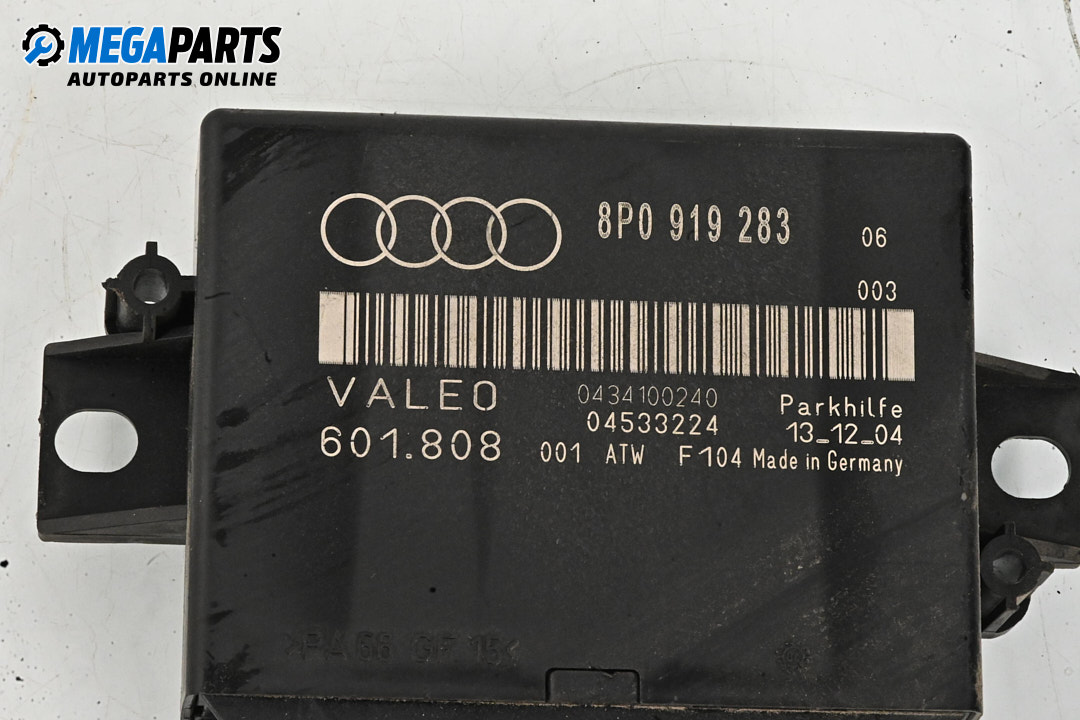 MEGAPARTS
AUTOPARTS ONLINE
8P0 919 283 06
003
VALEO 0434100240 Parkhilfe
04533224 13_12_04
601.808 001 ATW F104 Made in Germany